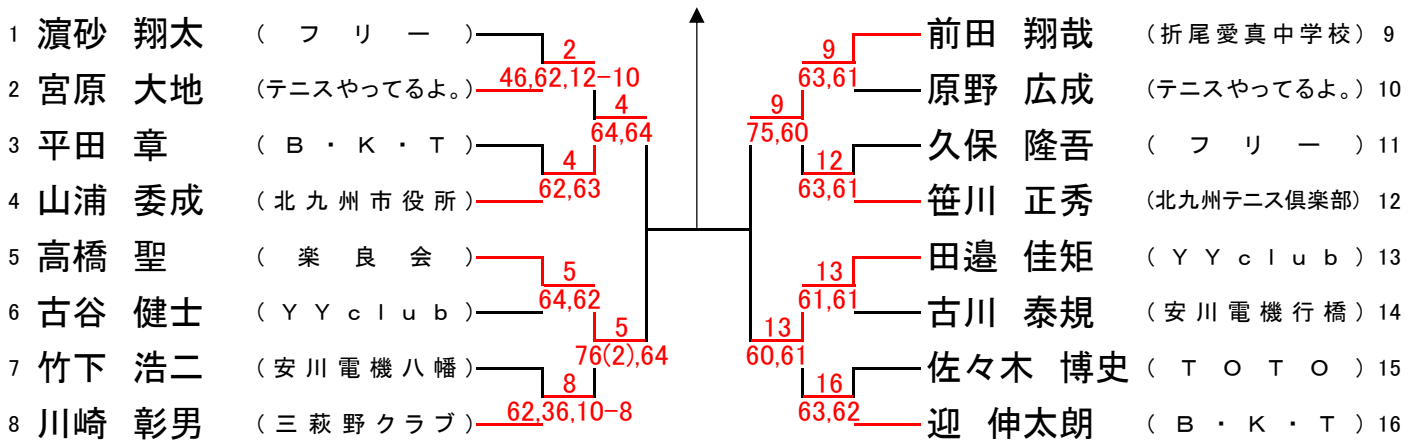 1 濵砂 翔太 (フリー)
2
46,62,12-10
2 宮原 大地 (テニスやってるよ。)
4
64,64
3 平田 章 (B・K・T)
4
62,63
4 山浦 委成 (北九州市役所)
5 高橋 聖 (楽良会)
5
64,62
6 古谷 健士 (YYclub)
5
76(2),64
7 竹下 浩二 (安川電機八幡)
8
62,36,10-8
8 川崎 彰男 (三萩野クラブ)
前田 翔哉 (折尾愛真中学校) 9
9
63,61
原野 広成 (テニスやってるよ。) 10
9
75,60
久保 隆吾 (フリー) 11
12
63,61
笹川 正秀 (北九州テニス倶楽部) 12
田邉 佳矩 (YYclub) 13
13
61,61
古川 泰規 (安川電機行橋) 14
13
60,61
佐々木 博史 (TOTO) 15
16
63,62
迎 伸太朗 (B・K・T) 16